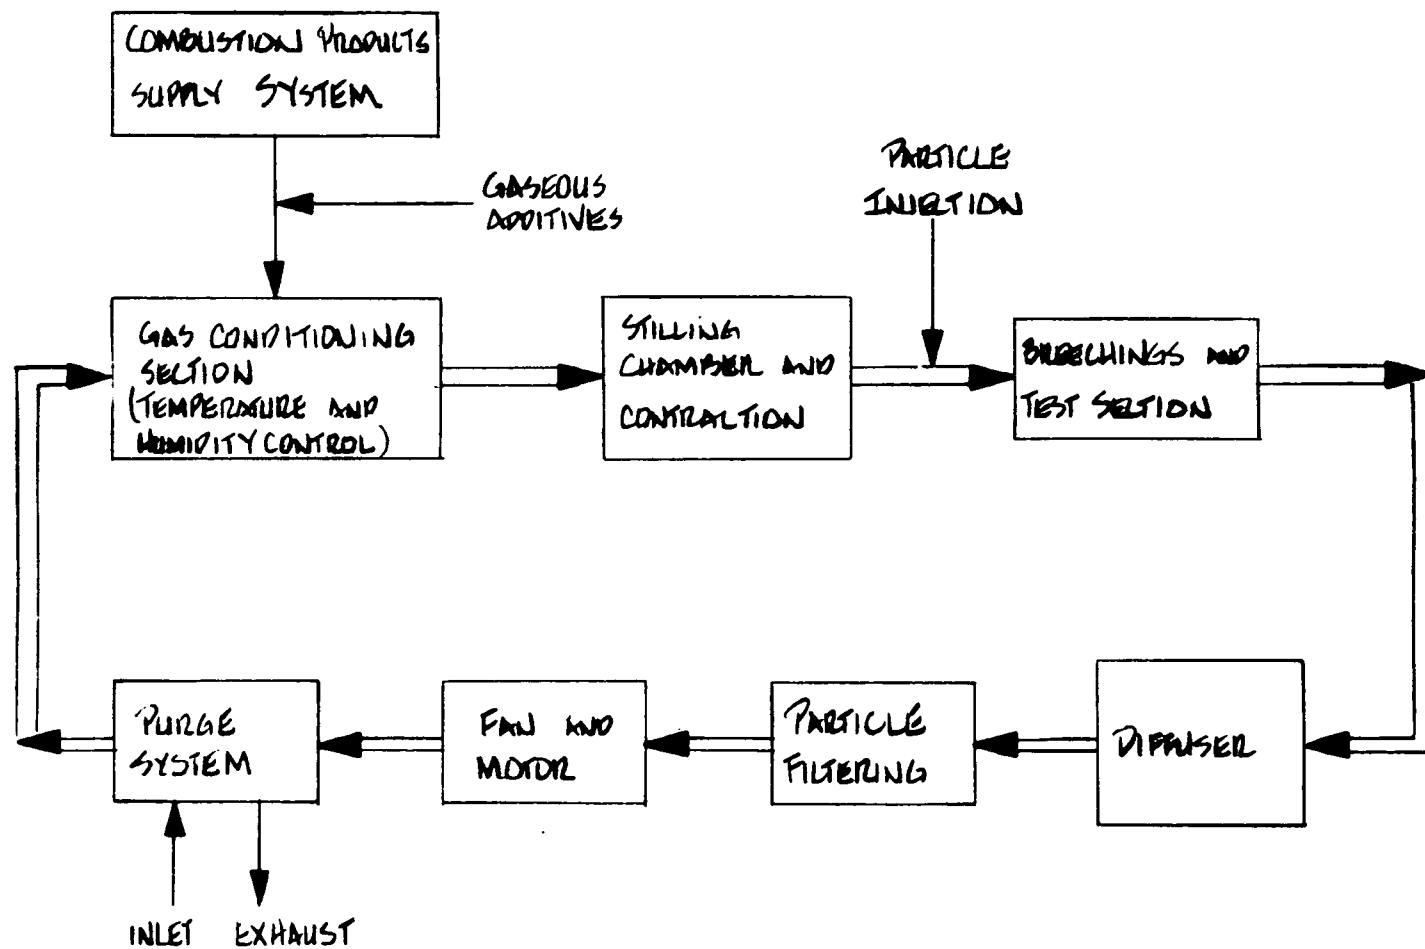 COMBUSTION PRODUCTS
SUPPLY SYSTEM
GASEOUS
ADDITIVES
PARTICLE
INJECTION
GAS CONDITIONING
SECTION
(TEMPERATURE AND
HUMIDITY CONTROL)
STILLING
CHAMBER AND
CONTRACTION
BREECHINGS AND
TEST SECTION
PURGE
SYSTEM
FAN AND
MOTOR
PARTICLE
FILTERING
DIFFUSER
INLET EXHAUST